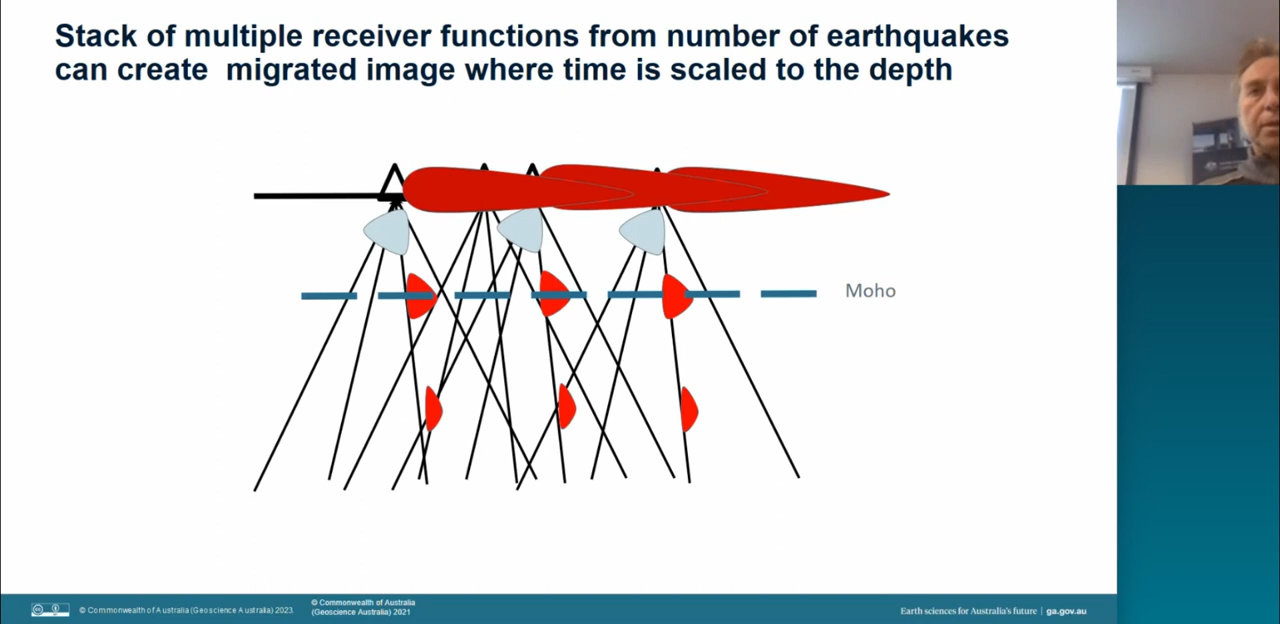 Stack of multiple receiver functions from number of earthquakes
can create migrated image where time is scaled to the depth
Moho
© Commonwealth of Australia (Geoscience Australia) 2023.
© Commonwealth of Australia
(Geoscience Australia) 2021
Earth sciences for Australia's future | ga.gov.au